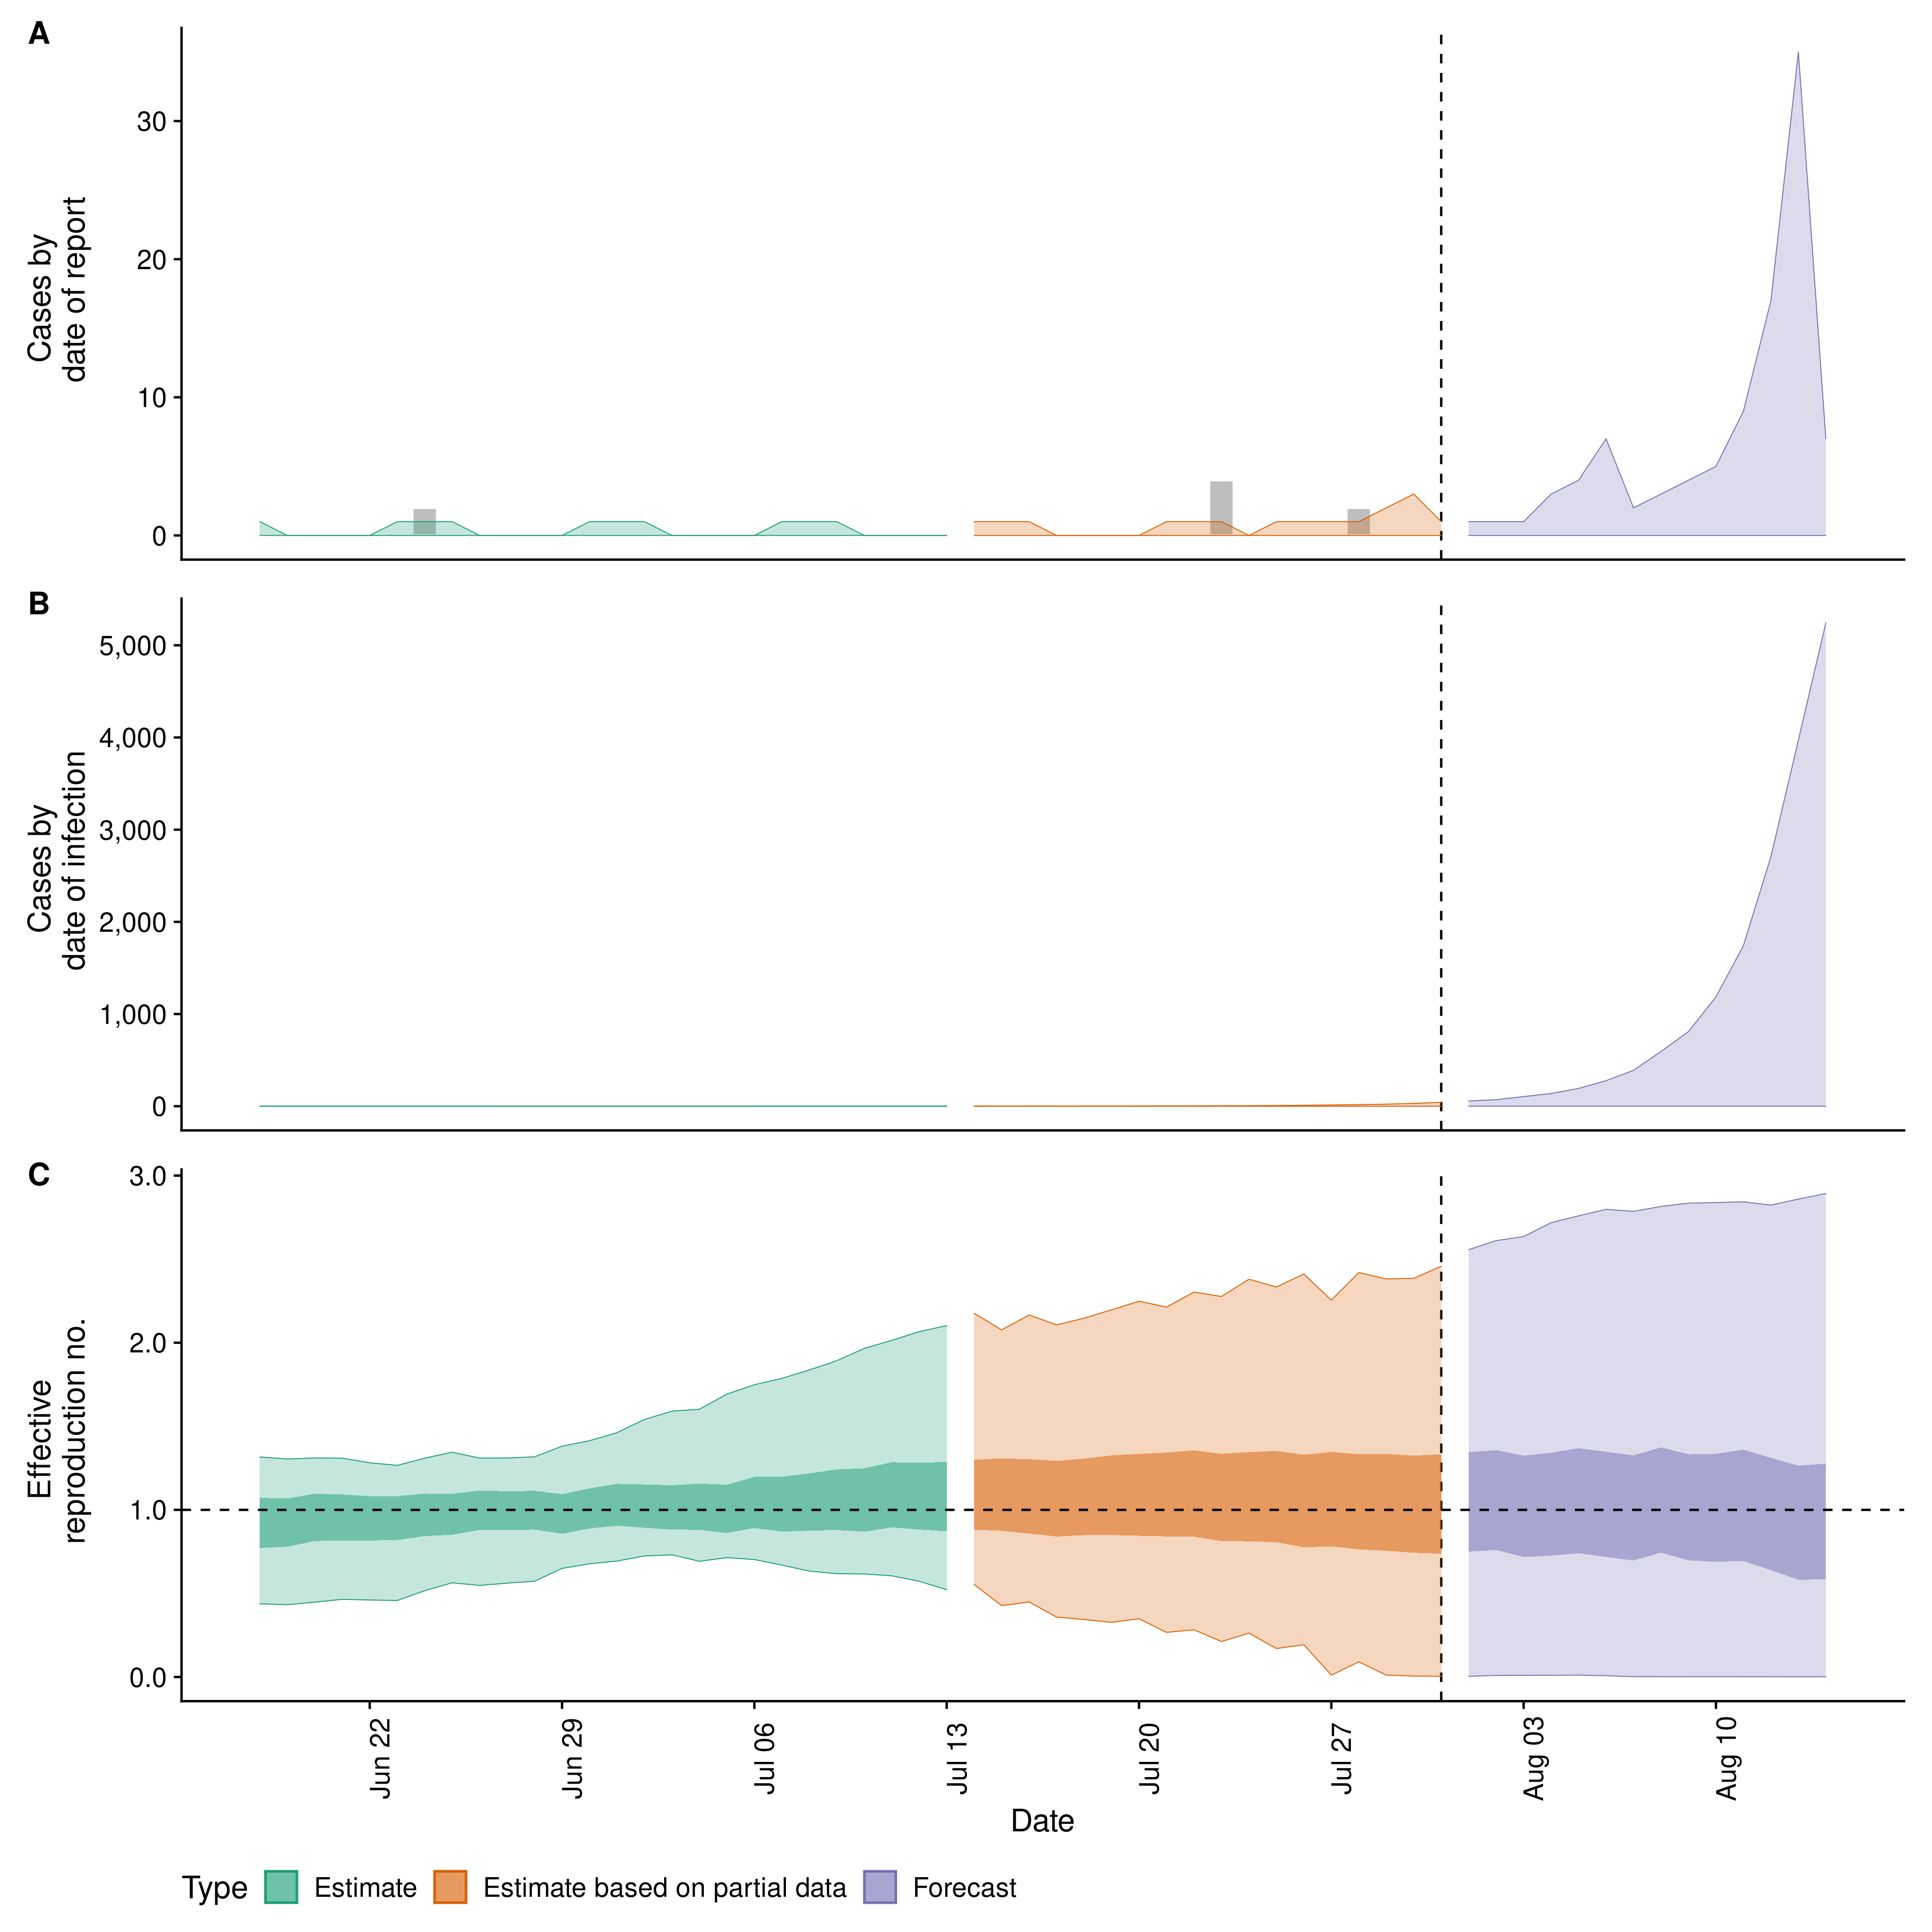 A
Cases by
date of report
30
20
10
0
B
Cases by
date of infection
5,000
4,000
3,000
2,000
1,000
0
C
Effective
reproduction no.
3.0
2.0
1.0
0.0
Jun 22
Jun 29
Jul 06
Jul 13
Jul 20
Jul 27
Aug 03
Aug 10
Date
Type Estimate Estimate based on partial data Forecast